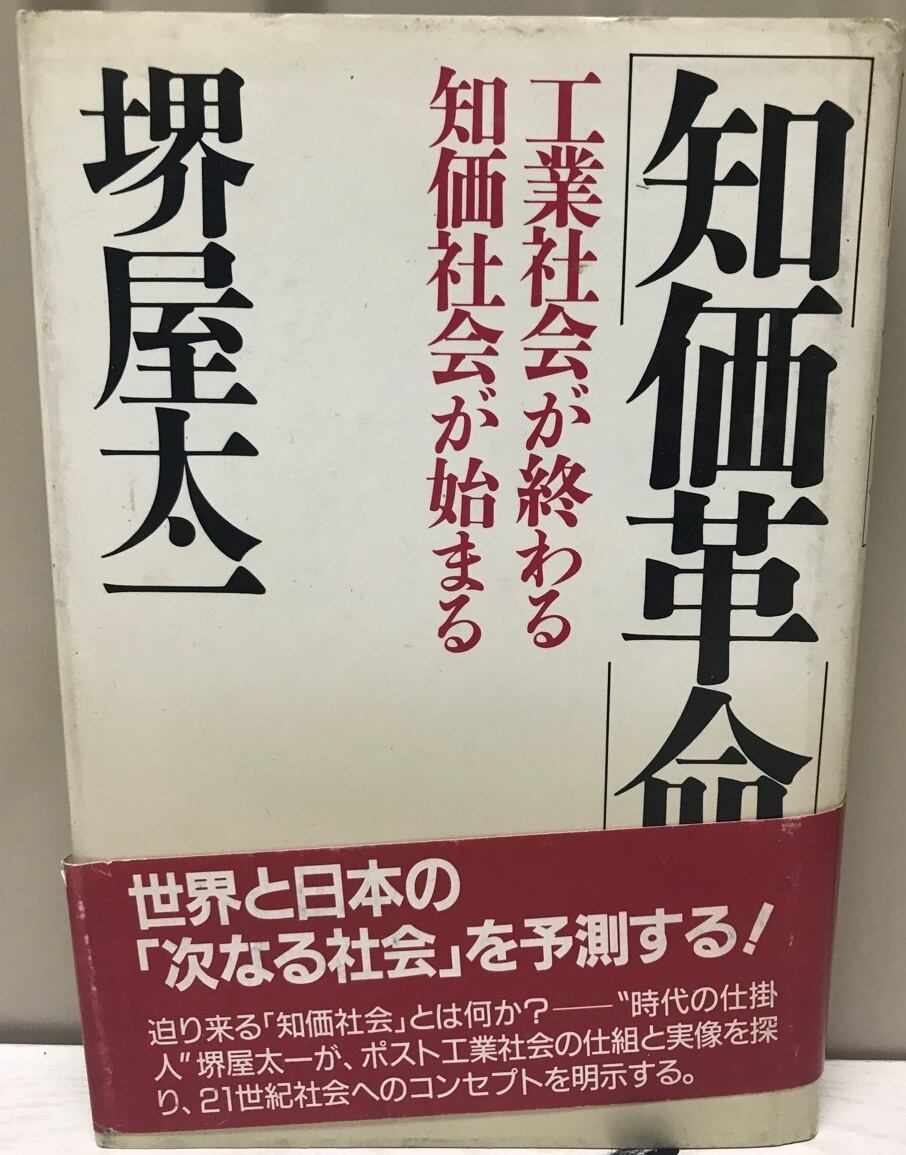 知価革命
工業社会が終わる
知価社会が始まる
堺屋太一
世界と日本の
「次なる社会」を予測する!
迫り来る「知価社会」とは何か?――"時代の仕掛
人"堺屋太一が、ポスト工業社会の仕組と実像を探
り、21世紀社会へのコンセプトを明示する。